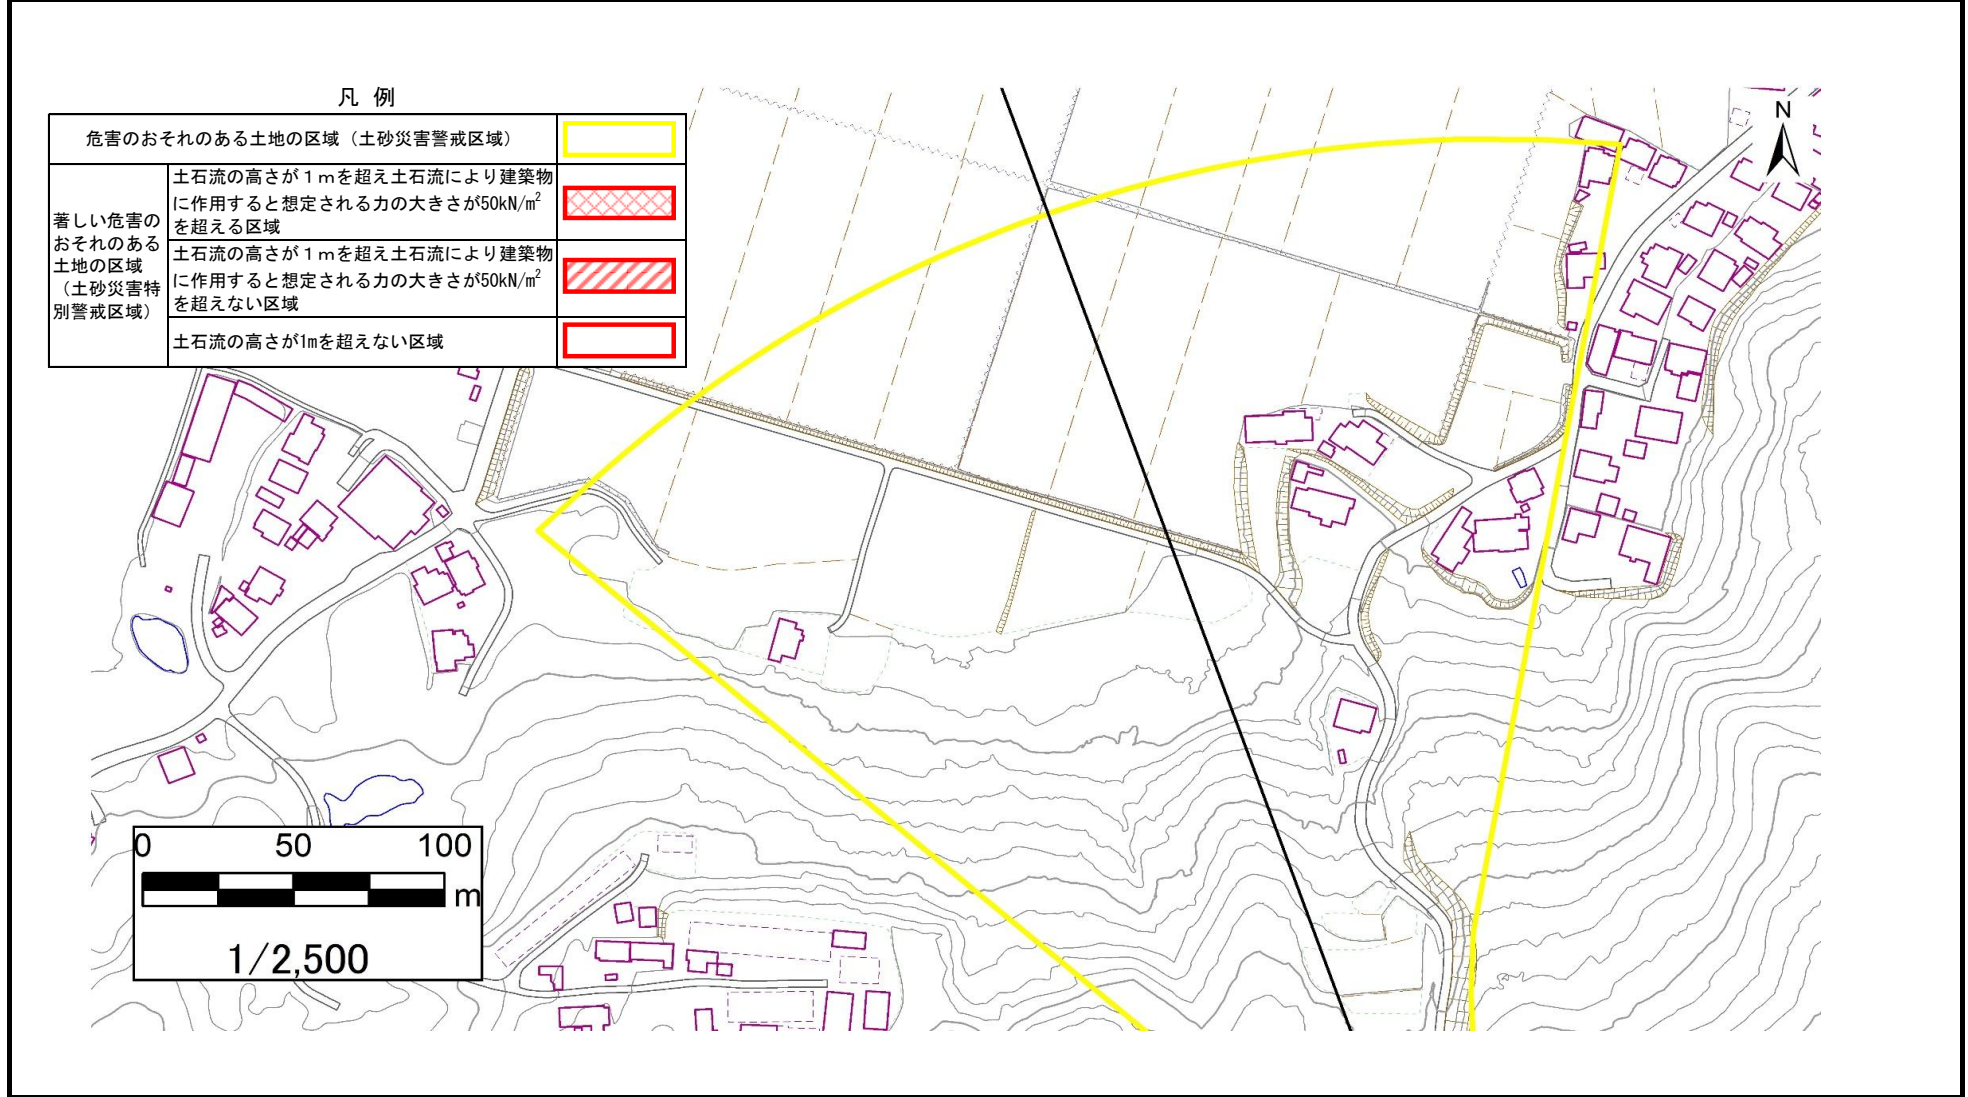 凡 例
危害のおそれのある土地の区域（土砂災害警戒区域）
著しい危害の
おそれのある
土地の区域
（土砂災害特
別警戒区域）
土石流の高さが１ｍを超え土石流により建築物
に作用すると想定される力の大きさが50kN/m²
を超える区域
土石流の高さが１ｍを超え土石流により建築物
に作用すると想定される力の大きさが50kN/m²
を超えない区域
土石流の高さが1mを超えない区域
N
0 50 100
m
1/2,500